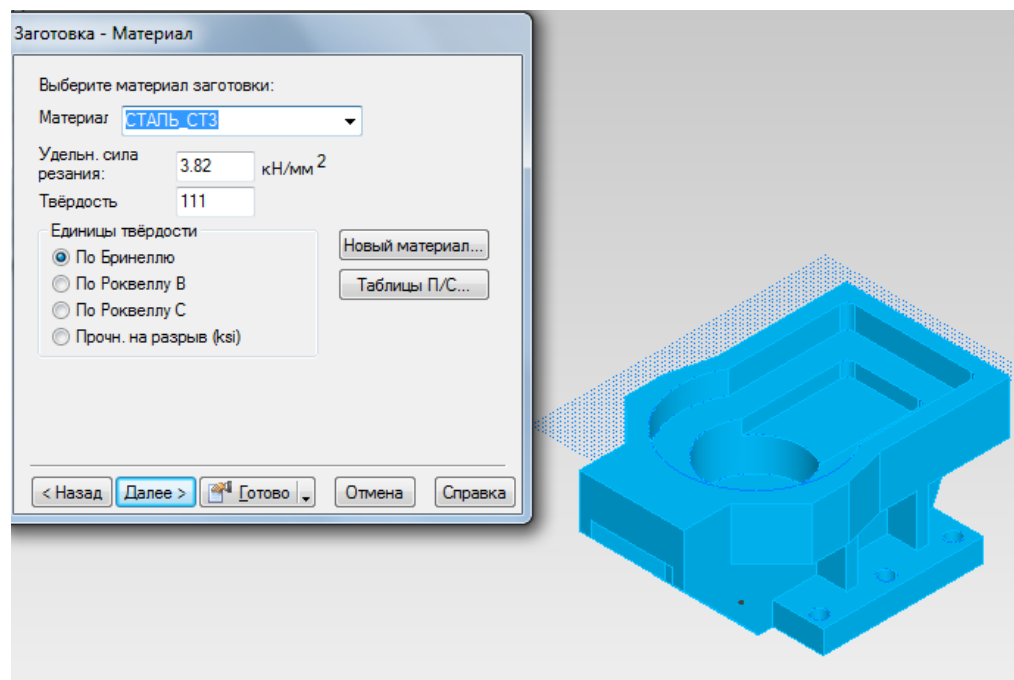 Заготовка - Материал
Выберите материал заготовки:
Материал СТАЛЬ_СТ3
Удельн. сила
резания: 3.82 кН/мм 2
Твёрдость 111
Единицы твёрдости
По Бринеллю
По Роквеллу B
По Роквеллу C
Прочн. на разрыв (ksi)
Новый материал...
Таблицы П/С...
< Назад Далее > Готово Отмена Справка